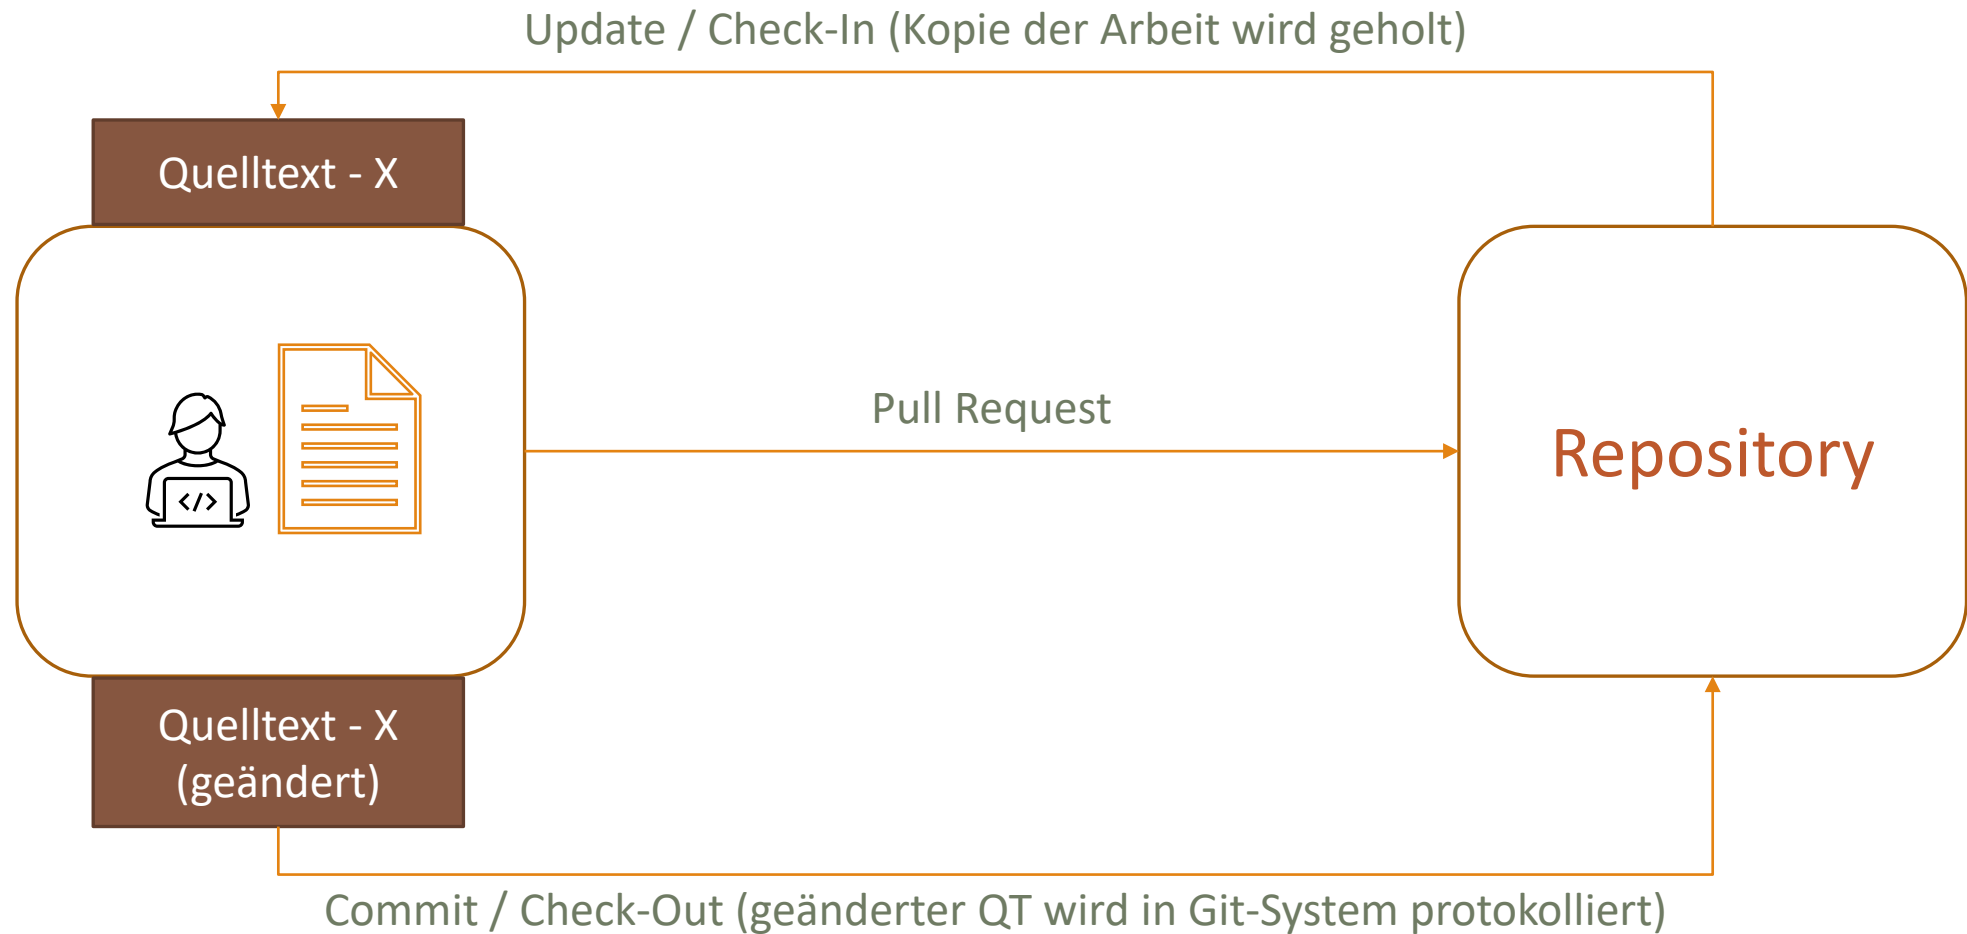 Update / Check-In (Kopie der Arbeit wird geholt)
Quelltext - X
</>
Pull Request
Repository
Quelltext - X
(geändert)
Commit / Check-Out (geänderter QT wird in Git-System protokolliert)